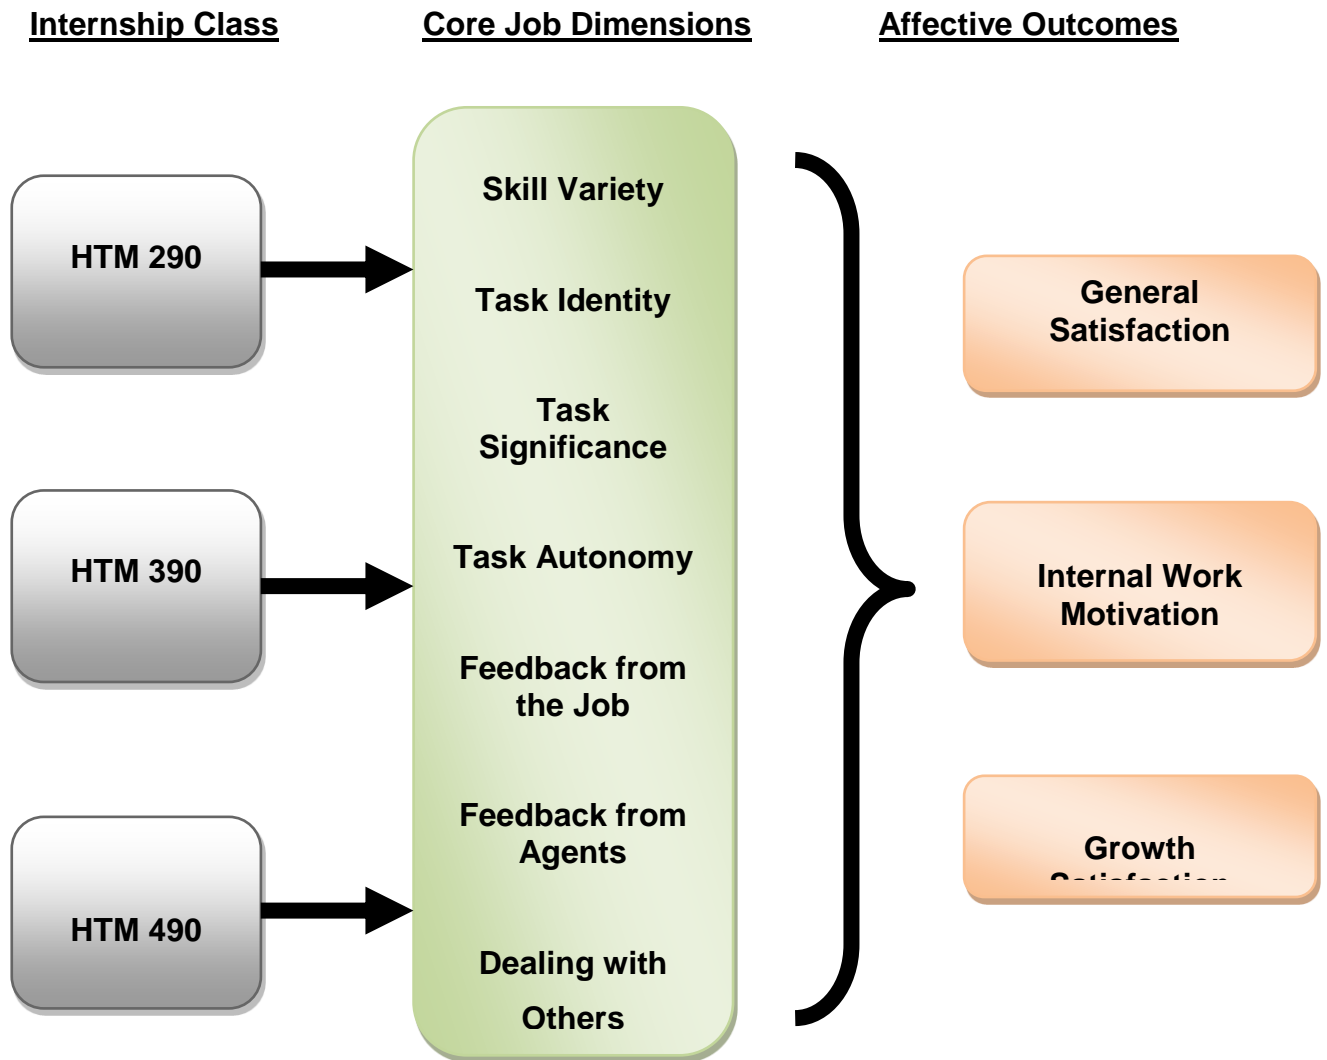 Internship Class
Core Job Dimensions
Affective Outcomes
HTM 290
HTM 390
HTM 490
Skill Variety
Task Identity
Task
Significance
Task Autonomy
Feedback from
the Job
Feedback from
Agents
Dealing with
Others
General
Satisfaction
Internal Work
Motivation
Growth
Satisfaction